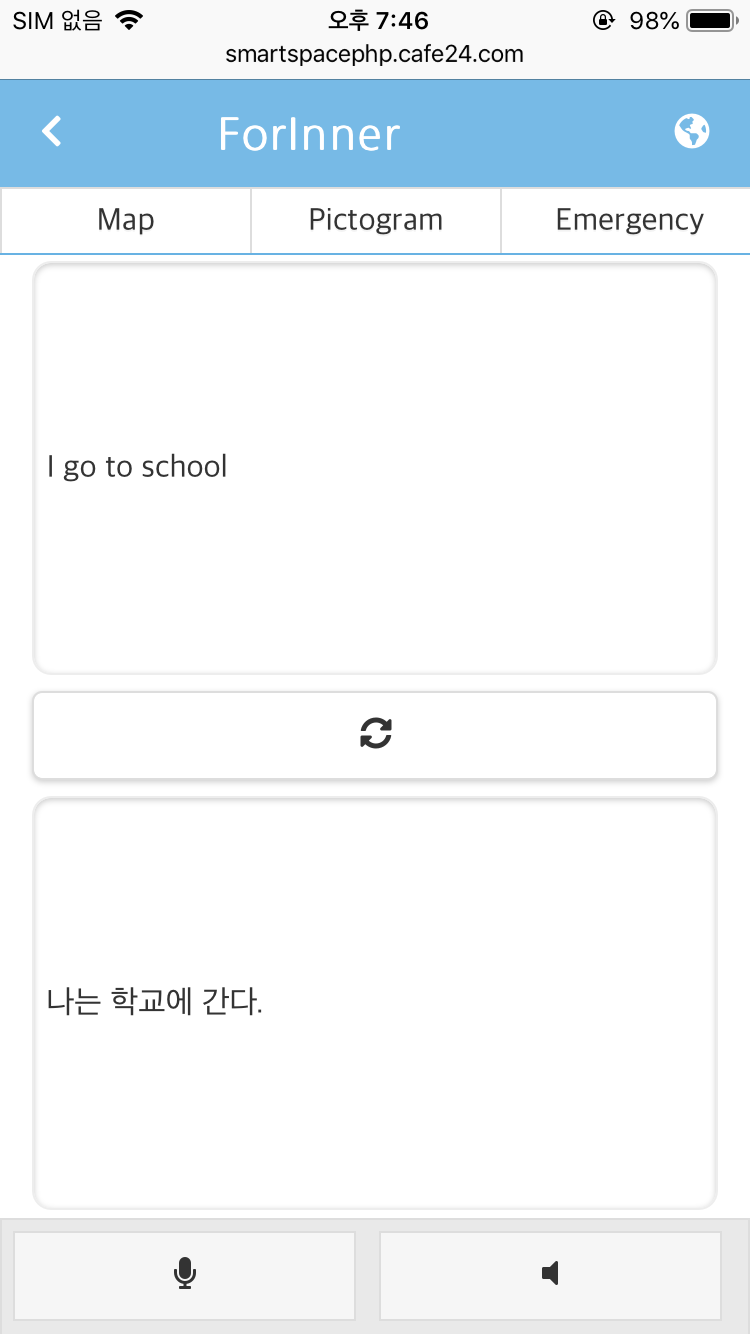 SIM 없음 오후 7:46 98%
smartspacephp.cafe24.com
ForInner
Map Pictogram Emergency
I go to school
나는 학교에 간다.